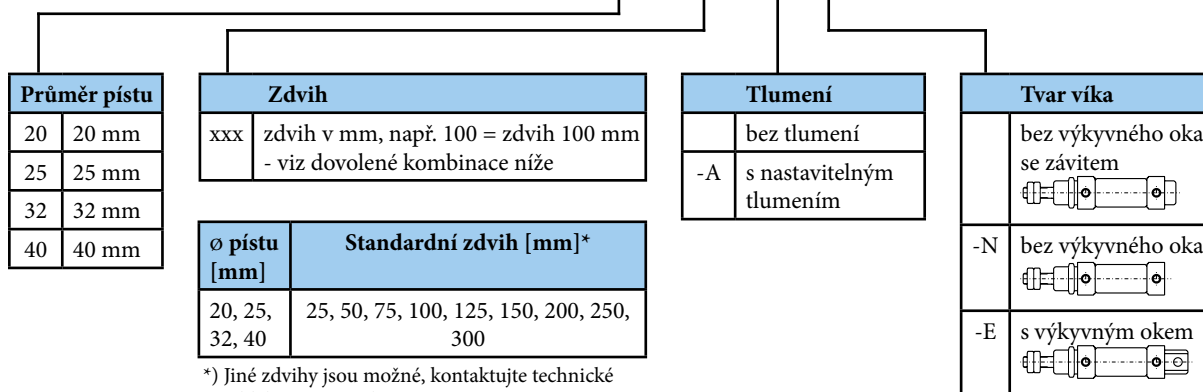 Průměr pístu
20 20 mm
25 25 mm
32 32 mm
40 40 mm
Zdvih
xxx zdvih v mm, např. 100 = zdvih 100 mm
- viz dovolené kombinace níže
ø pístu Standardní zdvih [mm]*
[mm]
20, 25, 25, 50, 75, 100, 125, 150, 200, 250,
32, 40 300
*) Jiné zdvihy jsou možné, kontaktujte technické
Tlumení
bez tlumení
-A s nastavitelným
tlumením
Tvar víka
bez výkyvného oka
se závitem
-N bez výkyvného oka
-E s výkyvným okem